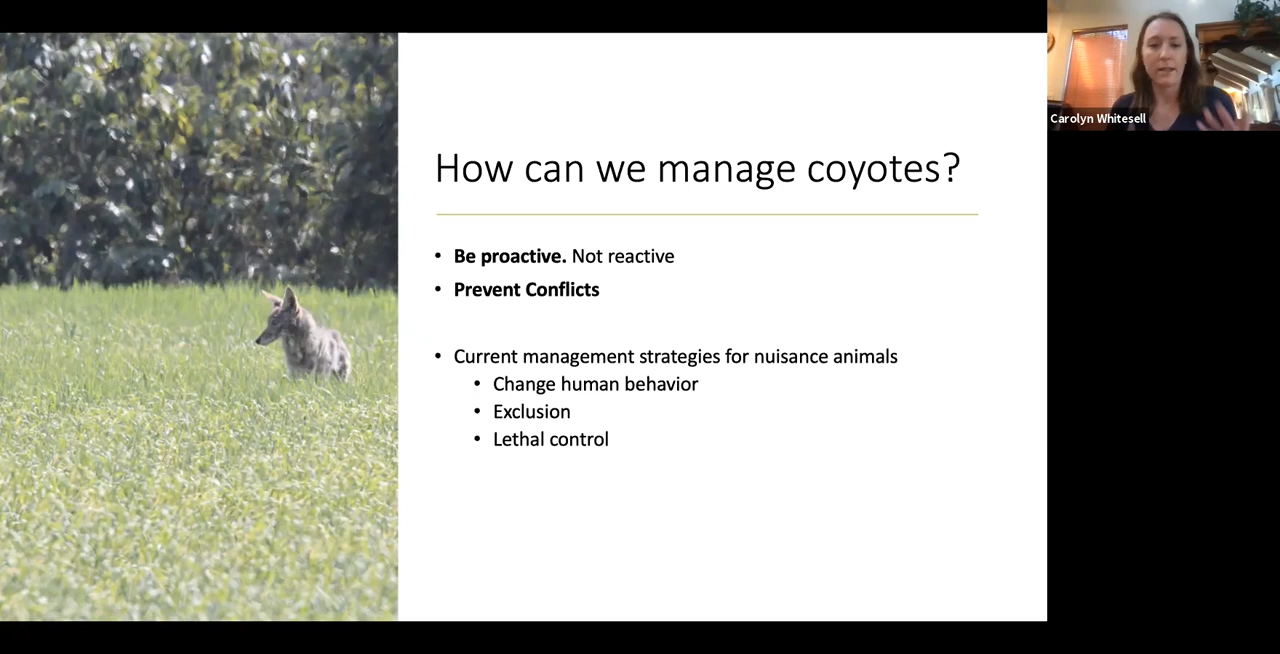 How can we manage coyotes?
• Be proactive. Not reactive
• Prevent Conflicts
• Current management strategies for nuisance animals
• Change human behavior
• Exclusion
• Lethal control
Carolyn Whitesell